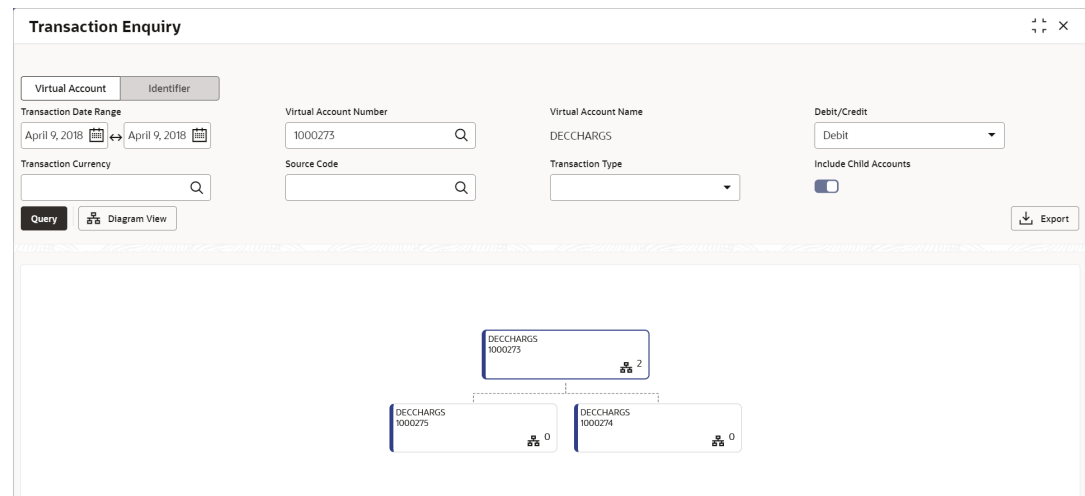 Transaction Enquiry
Virtual Account Identifier
Transaction Date Range Virtual Account Number Virtual Account Name Debit/Credit
April 9, 2018 April 9, 2018 1000273 DECCHARGS Debit
Transaction Currency Source Code Transaction Type Include Child Accounts
Query Diagram View Export
DECCHARGS
1000273
2
DECCHARGS DECCHARGS
1000275 1000274
0 0